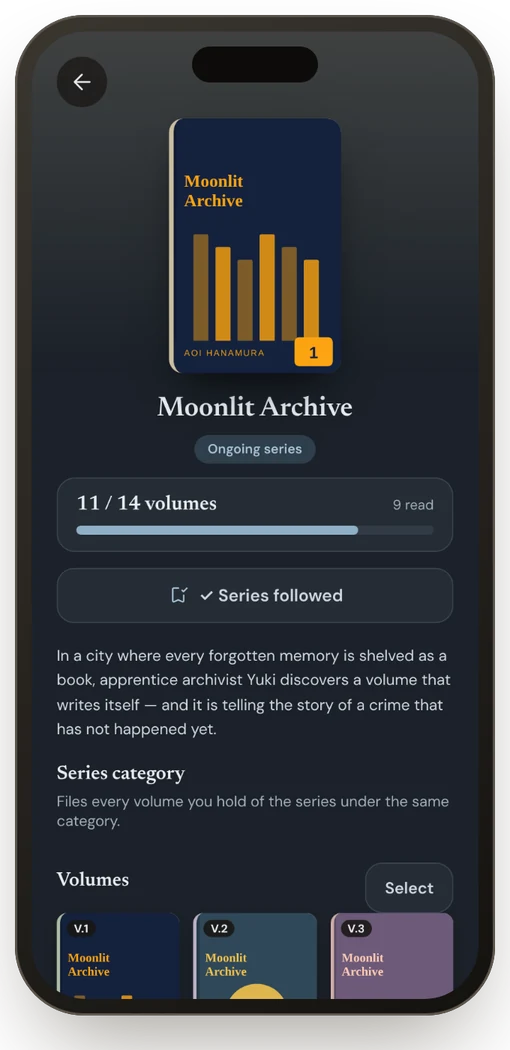 Moonlit
Archive
AOI HANAMURA
1
Moonlit Archive
Ongoing series
11 / 14 volumes
9 read
✓ Series followed
In a city where every forgotten memory is shelved as a
book, apprentice archivist Yuki discovers a volume that
writes itself — and it is telling the story of a crime that
has not happened yet.
Series category
Files every volume you hold of the series under the same
category.
Volumes
Select
V.1
Moonlit
Archive
V.2
Moonlit
Archive
V.3
Moonlit
Archive